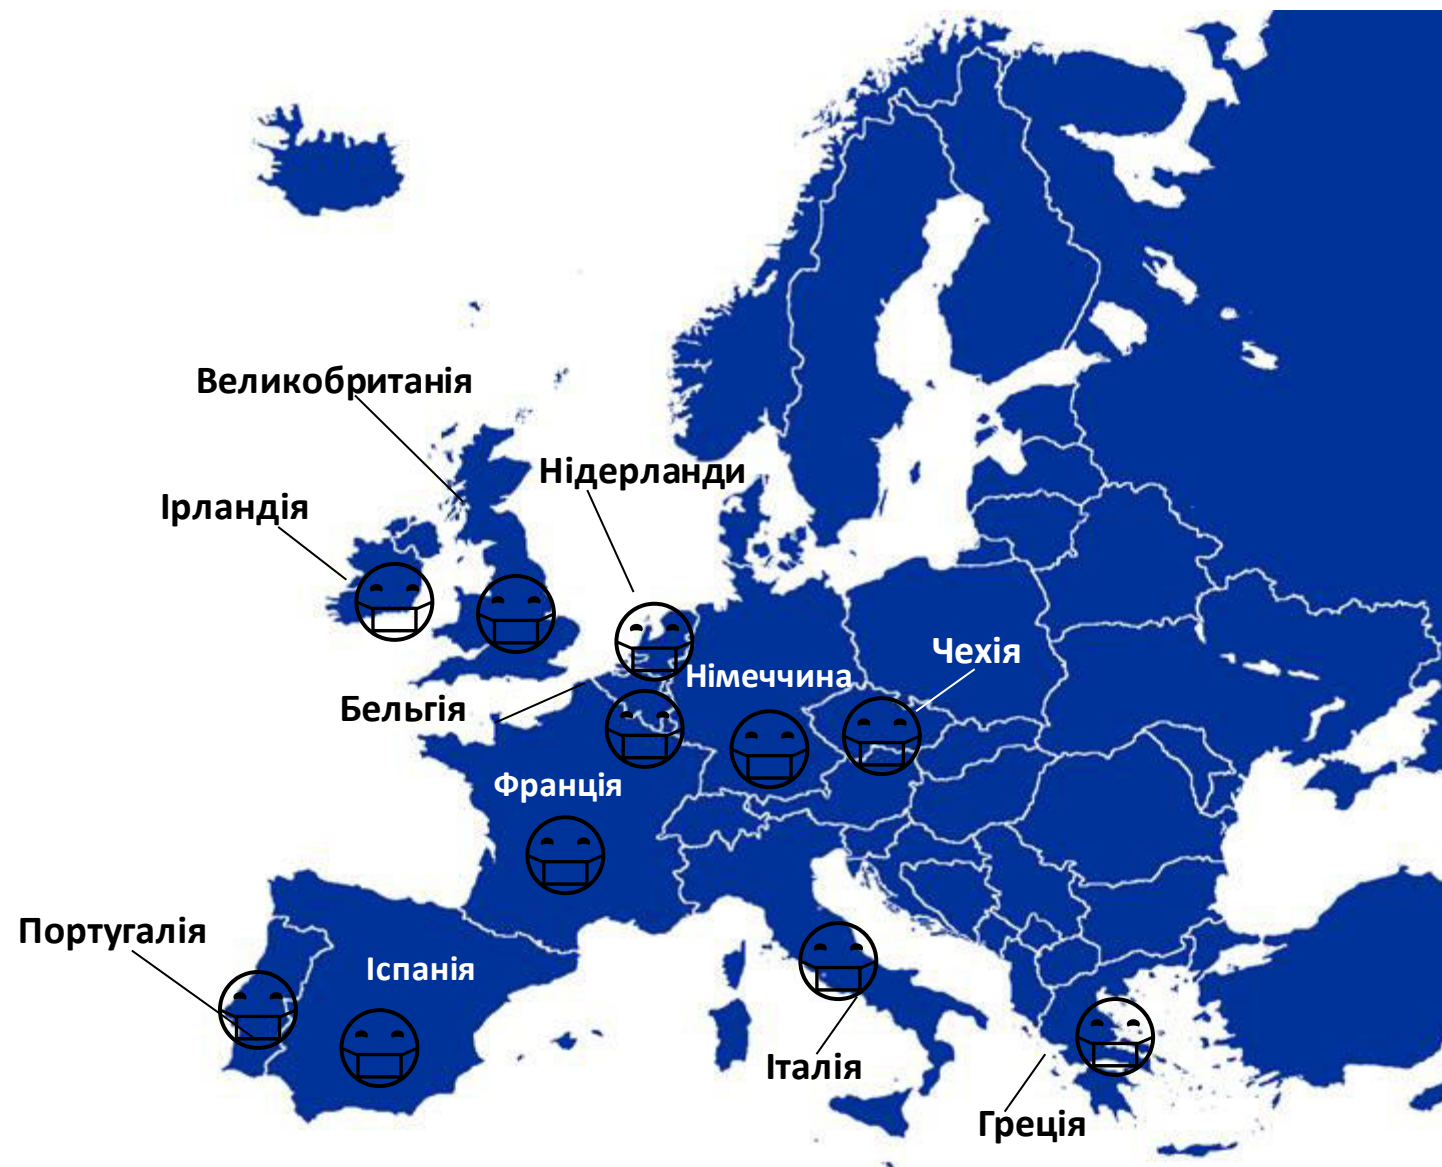 Великобританія
Нідерланди
Ірландія
Чехія
Німеччина
Бельгія
Франція
Португалія
Іспанія
Італія
Греція